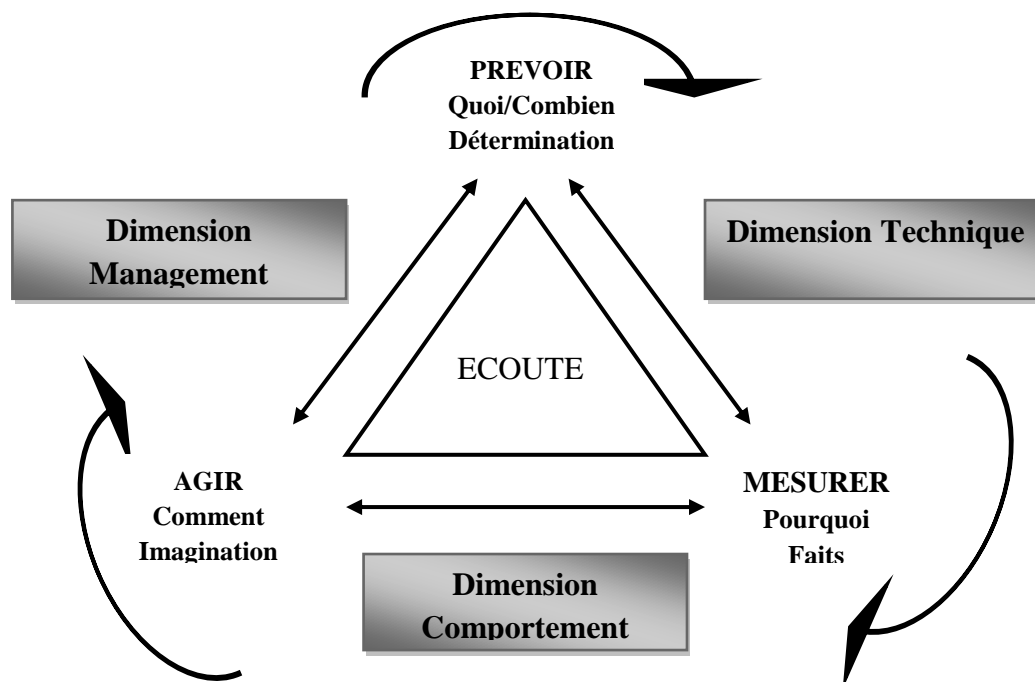 PREVOIR
Quoi/Combien
Détermination
Dimension
Management
Dimension Technique
ECOUTE
AGIR
Comment
Imagination
MESURER
Pourquoi
Faits
Dimension
Comportement